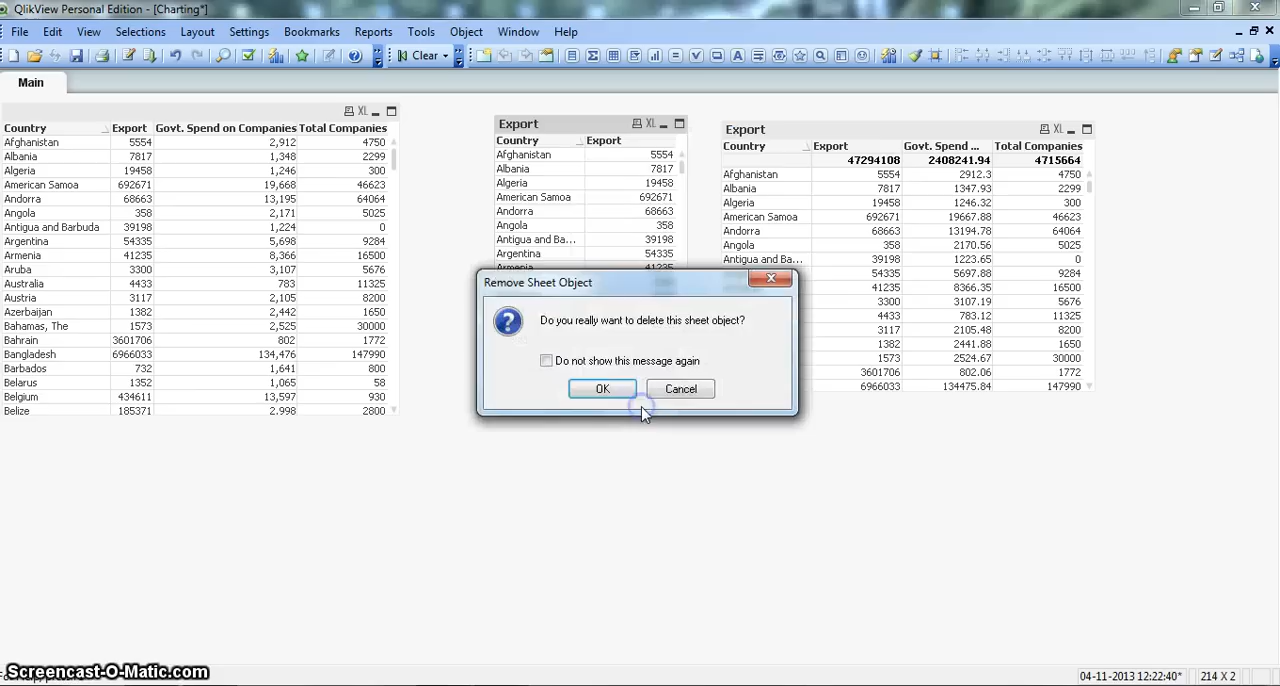 QlikView Personal Edition - [Charting*]
File Edit View Selections Layout Settings Bookmarks Reports Tools Object Window Help
Clear
Main
XL
Country Export Govt. Spend on Companies Total Companies
Afghanistan 5554 2,912 4750
Albania 7817 1,348 2299
Algeria 19458 1,246 300
American Samoa 692671 19,668 46623
Andorra 68663 13,195 64064
Angola 358 2,171 5025
Antigua and Barbuda 39198 1,224 0
Argentina 54335 5,698 9284
Armenia 41235 8,366 16500
Aruba 3300 3,107 5676
Australia 4433 783 11325
Austria 3117 2,105 8200
Azerbaijan 1382 2,442 1650
Bahamas, The 1573 2,525 30000
Bahrain 3601706 802 1772
Bangladesh 6966033 134,476 147990
Barbados 732 1,641 800
Belarus 1352 1,065 58
Belgium 434611 13,597 930
Belize 185371 2,998 2800
Export XL
Country Export
Afghanistan 5554
Albania 7817
Algeria 19458
American Samoa 692671
Andorra 68663
Angola 358
Antigua and Ba... 39198
Argentina 54335
Armenia 41235
Export XL
Country Export Govt. Spend ... Total Companies
47294108 2408241.94 4715664
Afghanistan 5554 2912.3 4750
Albania 7817 1347.93 2299
Algeria 19458 1246.32 300
American Samoa 692671 19667.88 46623
Andorra 68663 13194.78 64064
Angola 358 2170.56 5025
Antigua and Ba... 39198 1223.65 0
54335 5697.88 9284
41235 8366.35 16500
3300 3107.19 5676
4433 783.12 11325
3117 2105.48 8200
1382 2441.88 1650
1573 2524.67 30000
3601706 802.06 1772
6966033 134475.84 147990
Remove Sheet Object
Do you really want to delete this sheet object?
Do not show this message again
OK Cancel
Screencast-O-Matic.com
04-11-2013 12:22:40* 214 X 2